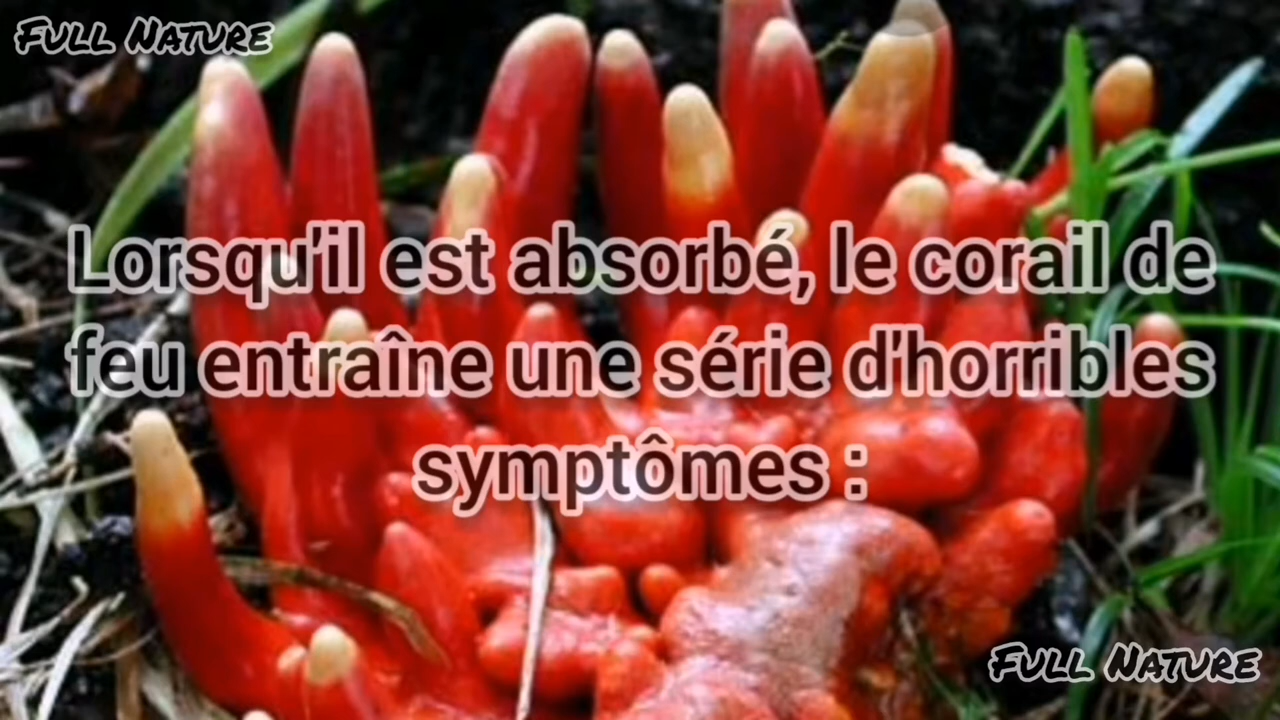 FULL NATURE
Lorsqu'il est absorbé, le corail de
feu entraîne une série d'horribles
symptômes :
FULL NATURE